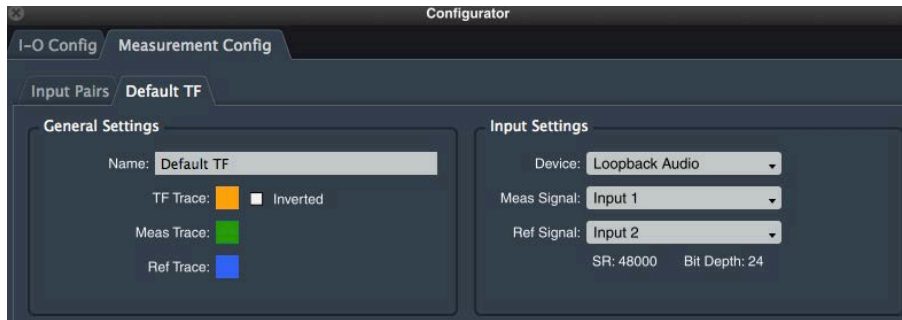 Configurator
I-O Config Measurement Config
Input Pairs Default TF
General Settings
Name: Default TF
TF Trace: Inverted
Meas Trace:
Ref Trace:
Input Settings
Device: Loopback Audio
Meas Signal: Input 1
Ref Signal: Input 2
SR: 48000 Bit Depth: 24